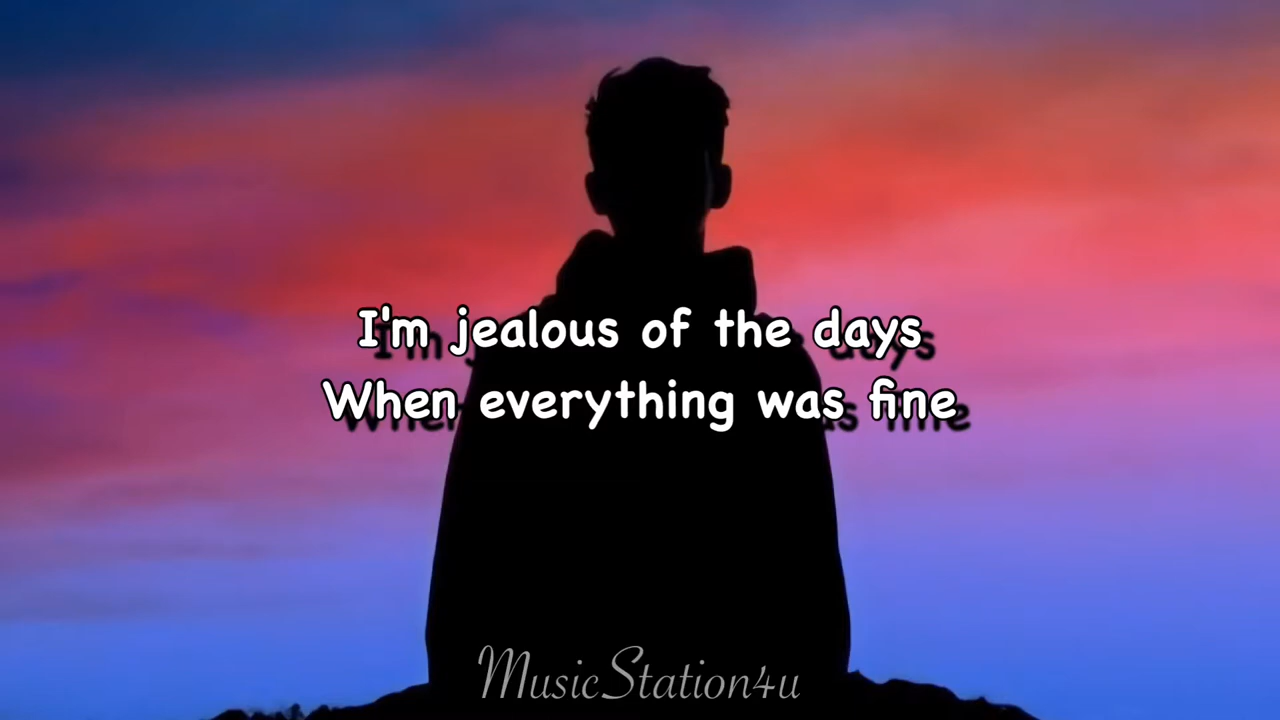 I'm jealous of the days
When everything was fine
MusicStation4u